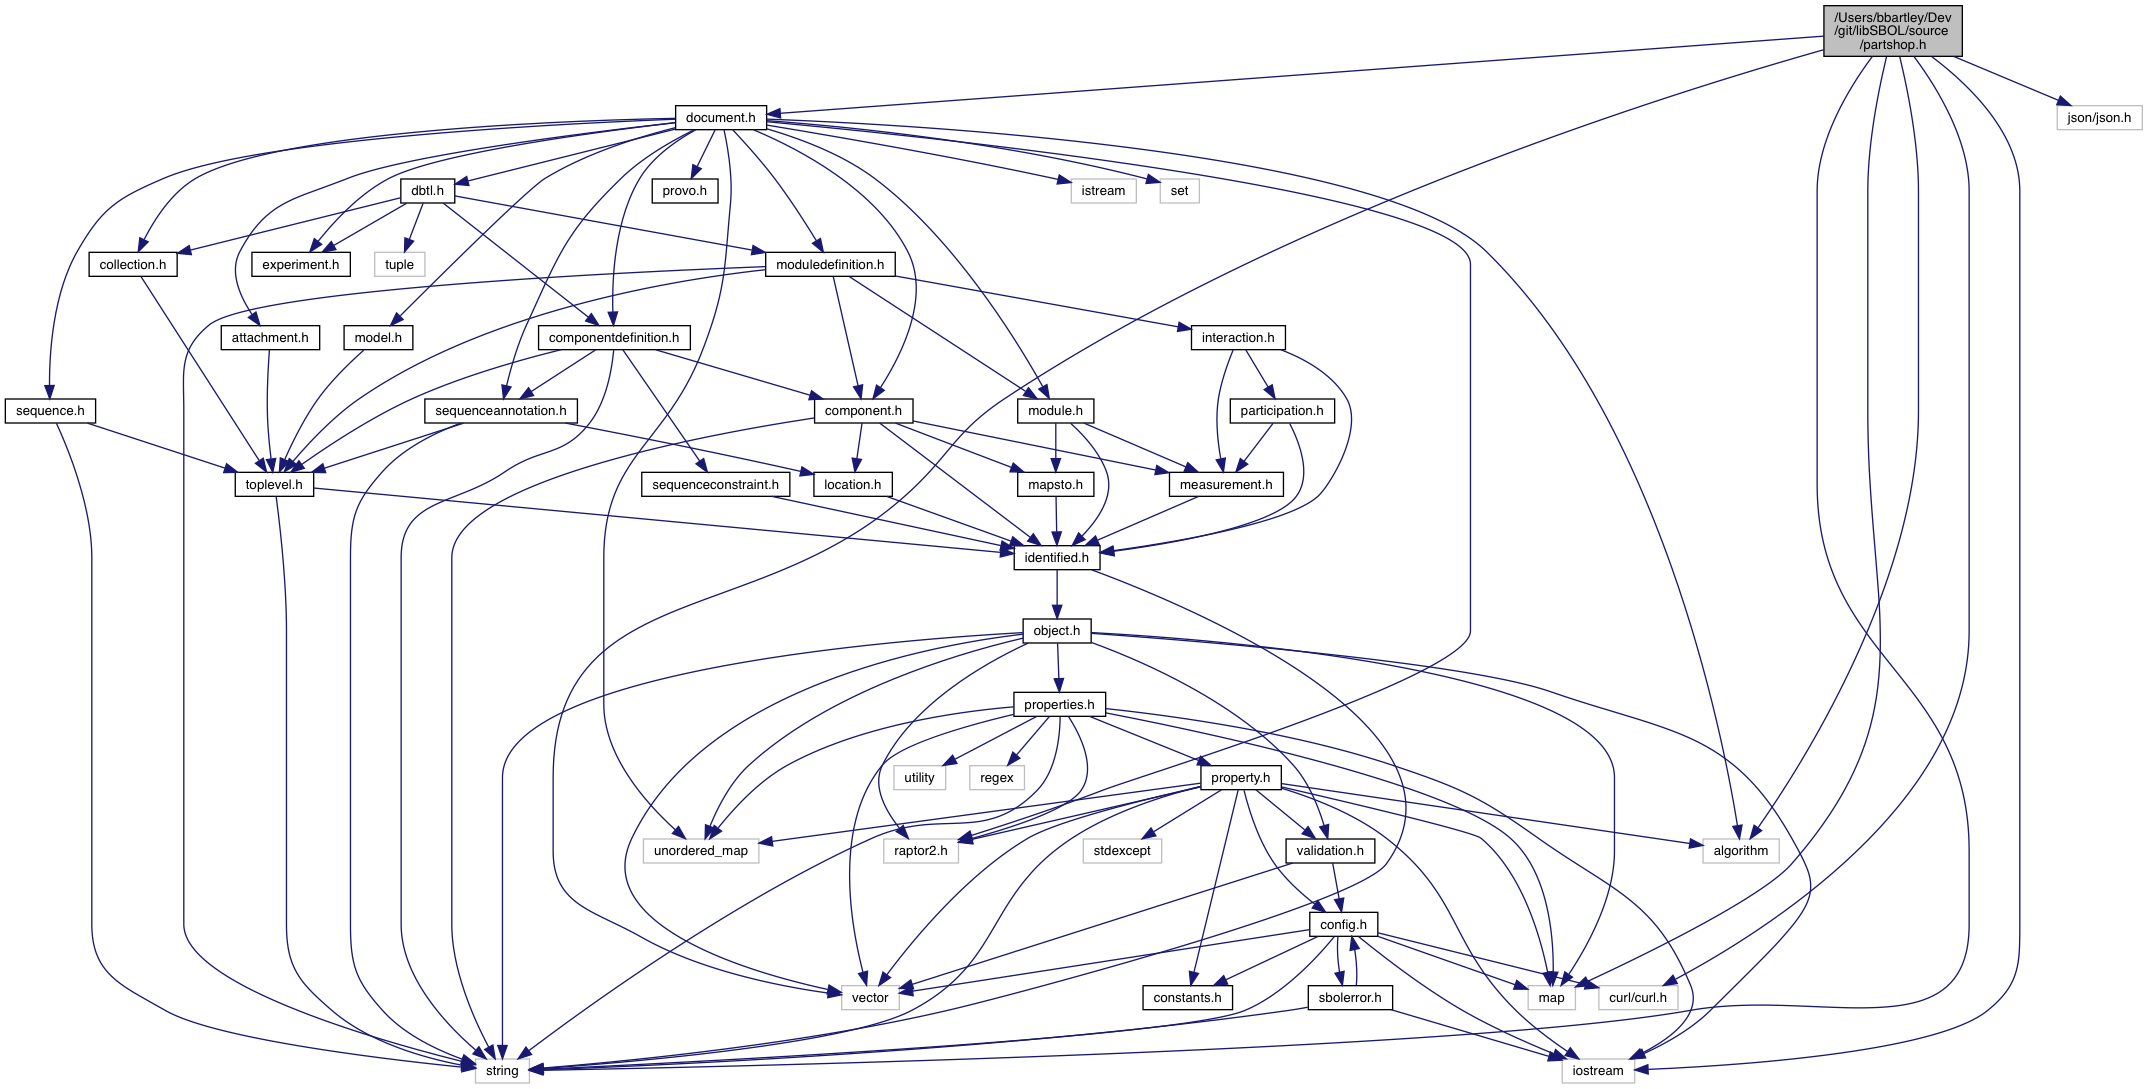 /Users/bbartley/Dev
/git/libSBOL/source
/partshop.h
document.h
json/json.h
dbtl.h
provo.h
istream
set
collection.h
experiment.h
tuple
moduledefinition.h
attachment.h
model.h
componentdefinition.h
interaction.h
sequence.h
sequenceannotation.h
component.h
module.h
participation.h
toplevel.h
sequenceconstraint.h
location.h
mapsto.h
measurement.h
identified.h
object.h
properties.h
utility
regex
property.h
unordered_map
raptor2.h
stdexcept
validation.h
algorithm
config.h
vector
constants.h
sbolerror.h
map
curl/curl.h
string
iostream